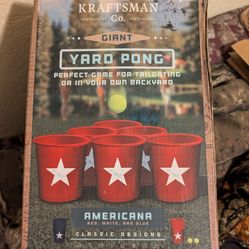 KRAFTSMAN
Co.
GIANT
YARD PONG
PERFECT GAME FOR TAILGATING
OR IN YOUR OWN BACKYARD
AMERICANA
RED, WHITE, AND BLUE
CLASSIC DESIGNS